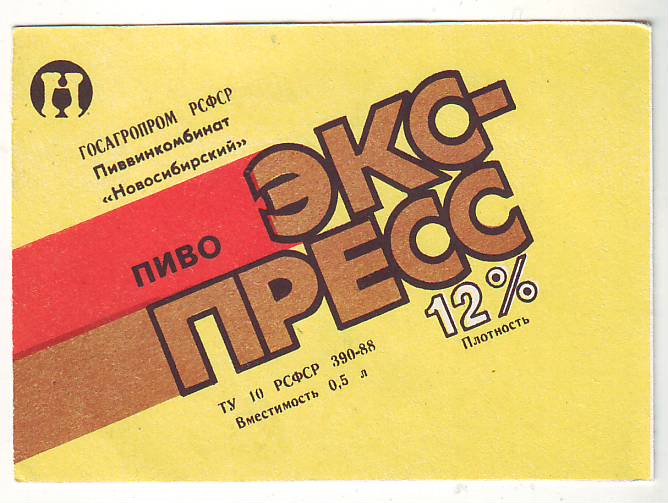 ГОСАГРОПРОМ РСФСР
Пиввинкомбинат
«Новосибирский»
ПИВО
ЭКС-
ПРЕСС
12%
Плотность
ТУ 10 РСФСР 390-88
Вместимость 0,5 л